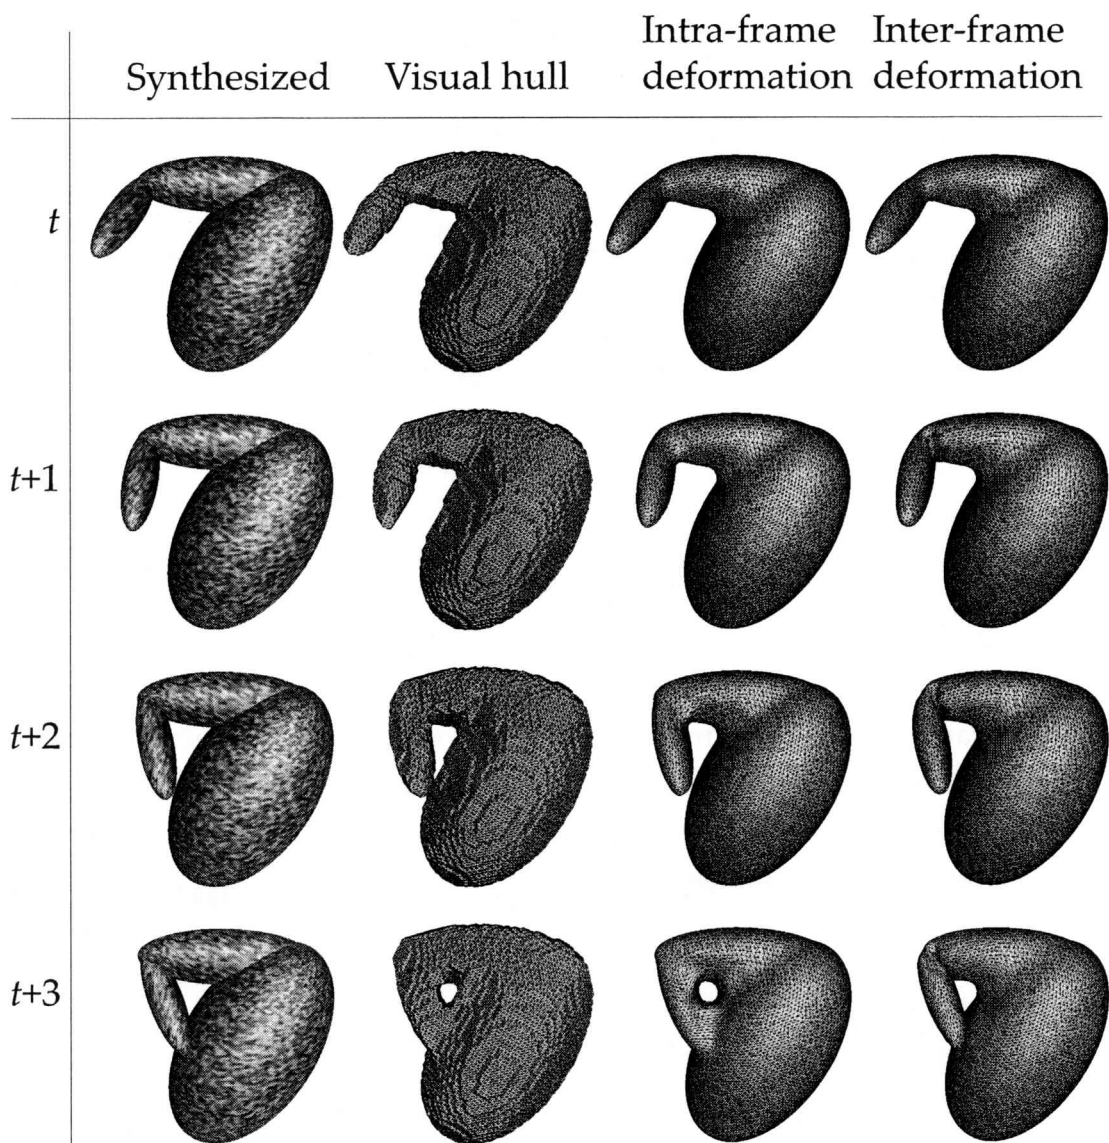 Synthesized Visual hull Intra-frame deformation Inter-frame deformation
t
t+1
t+2
t+3